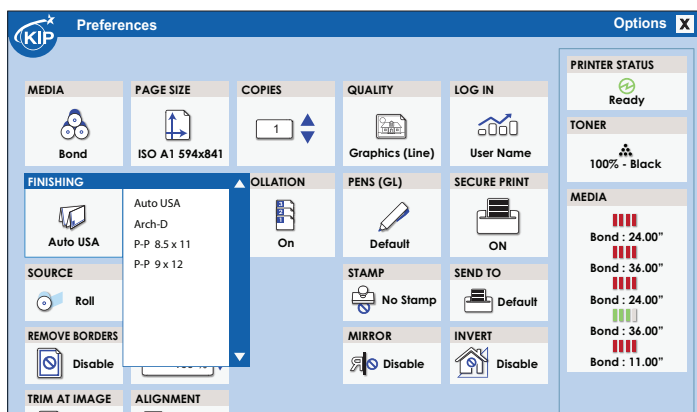 KIP
Preferences
Options X
MEDIA
Bond
PAGE SIZE
ISO A1 594x841
COPIES
1
QUALITY
Graphics (Line)
LOG IN
User Name
FINISHING
Auto USA
Auto USA
Arch-D
P-P 8.5 x 11
P-P 9 x 12
OLLATION
On
PENS (GL)
Default
SECURE PRINT
ON
SOURCE
Roll
STAMP
No Stamp
SEND TO
Default
REMOVE BORDERS
Disable
MIRROR
Disable
INVERT
Disable
TRIM AT IMAGE
ALIGNMENT
PRINTER STATUS
Ready
TONER
100% - Black
MEDIA
Bond : 24.00”
Bond : 36.00”
Bond : 24.00”
Bond : 36.00”
Bond : 11.00”